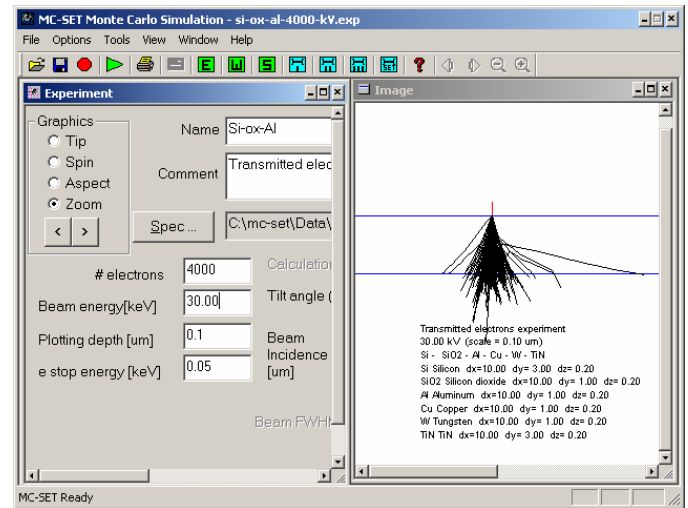 MC-SET Monte Carlo Simulation - si-ox-al-4000-kV.exp
File Options Tools View Window Help
E W S SET ?
Experiment
Graphics
Tip
Spin
Aspect
Zoom
< >
Name Si-ox-Al
Comment Transmitted elec
Spec ... C:\mc-set\Data\
# electrons 4000 Calculation
Beam energy[keV] 30.00 Tilt angle (
Plotting depth [um] 0.1 Beam
Incidence
e stop energy [keV] 0.05 [um]
Beam FWH
Image
Transmitted electrons experiment
30.00 kV (scale = 0.10 um)
Si - SiO2 - Al - Cu - W - TiN
Si Silicon dx=10.00 dy= 3.00 dz= 0.20
SiO2 Silicon dioxide dx=10.00 dy= 1.00 dz= 0.20
Al Aluminum dx=10.00 dy= 1.00 dz= 0.20
Cu Copper dx=10.00 dy= 1.00 dz= 0.20
W Tungsten dx=10.00 dy= 1.00 dz= 0.20
TiN TiN dx=10.00 dy= 3.00 dz= 0.20
MC-SET Ready